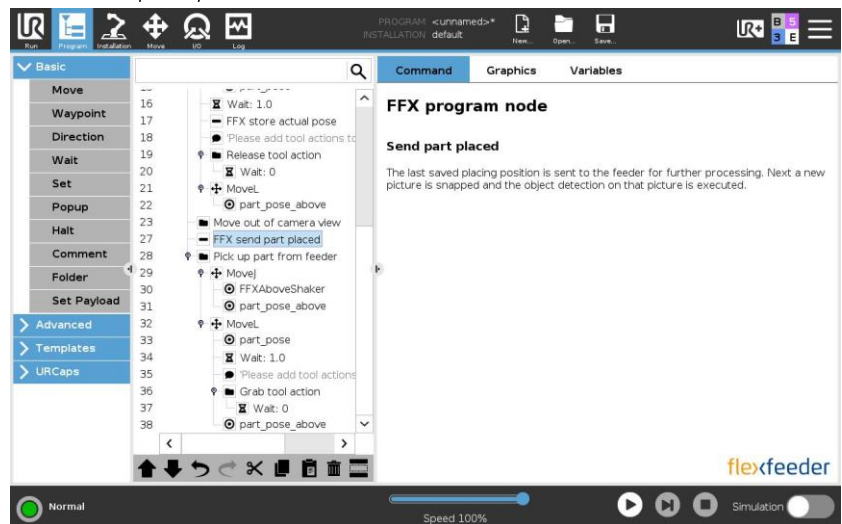 PROGRAM <unnamed>*
INSTALLATION default
Run
Program
Installation
Move
I/O
Log
New...
Open...
Save...
UR+
B 5
3 E
Basic
Move
Waypoint
Direction
Wait
Set
Popup
Halt
Comment
Folder
Set Payload
Advanced
Templates
URCaps
16 Wait: 1.0
17 FFX store actual pose
18 'Please add tool actions to
19 Release tool action
20 Wait: 0
21 MoveL
22 part_pose_above
23 Move out of camera view
27 FFX send part placed
28 Pick up part from feeder
29 MoveJ
30 FFXAboveShaker
31 part_pose_above
32 MoveL
33 part_pose
34 Wait: 1.0
35 'Please add tool actions
36 Grab tool action
37 Wait: 0
38 part_pose_above
Command Graphics Variables
FFX program node
Send part placed
The last saved placing position is sent to the feeder for further processing. Next a new
picture is snapped and the object detection on that picture is executed.
flexfeeder
Normal
Speed 100%
Simulation